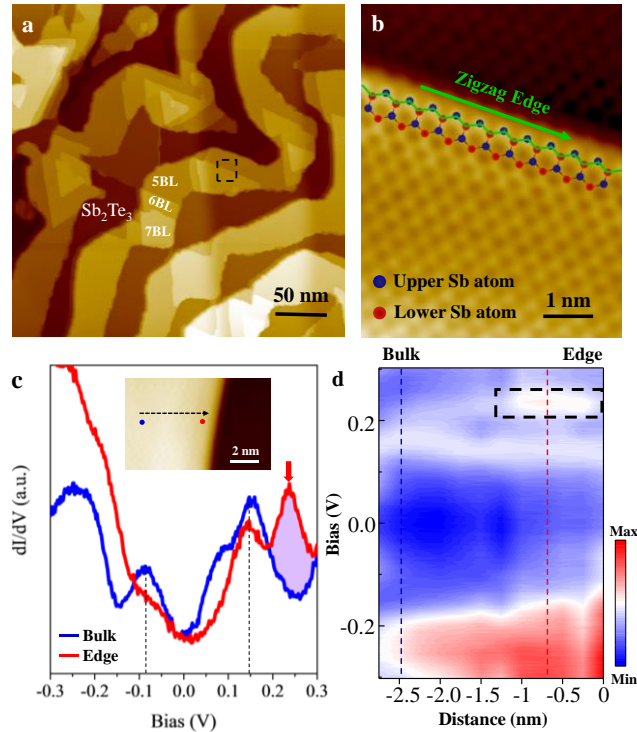 a
5BL
6BL
7BL
Sb₂Te₃
50 nm
b
Zigzag Edge
Upper Sb atom
Lower Sb atom
1 nm
c
dI/dV (a.u.)
2 nm
Bulk
Edge
-0.3 -0.2 -0.1 0.0 0.1 0.2 0.3
Bias (V)
d
Bulk Edge
Bias (V)
0.2
-0.0
-0.2
-2.5 -2 -1.5 -1 -0.5 0
Distance (nm)
Max
Min